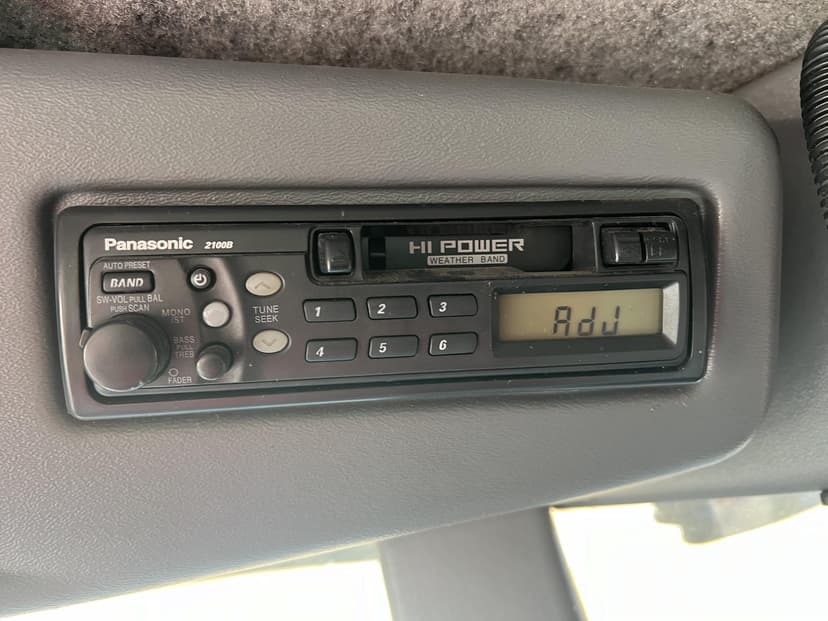 Panasonic 2100B
HI POWER
WEATHER BAND
AUTO PRESET
BAND
SW-VOL PULL BAL
PUSH SCAN
MONO
/ST
TUNE
SEEK
BASS
PULL
TREB
FADER
1 2 3
4 5 6
AdJ